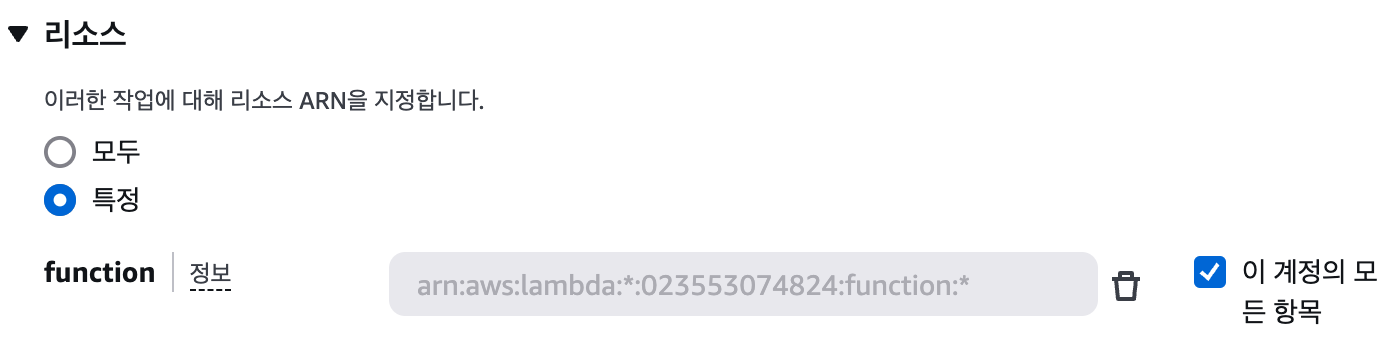 리소스
이러한 작업에 대해 리소스 ARN을 지정합니다.
모두
특정
function 정보 arn:aws:lambda:*:023553074824:function:* 이 계정의 모
든 항목